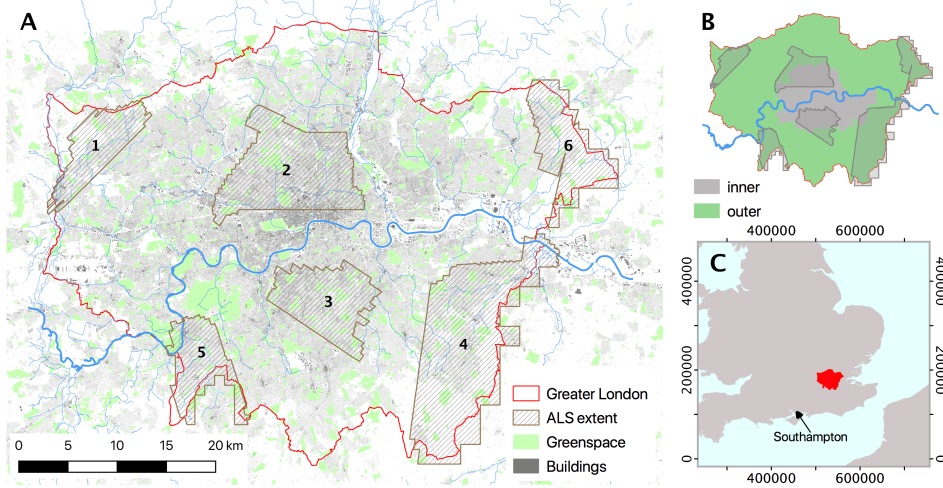 A
1
2
3
4
5
6
Greater London
ALS extent
Greenspace
Buildings
0 5 10 15 20 km
B
inner
outer
400000 600000
C
400000
200000
0
400000
200000
0
Southampton
400000 600000